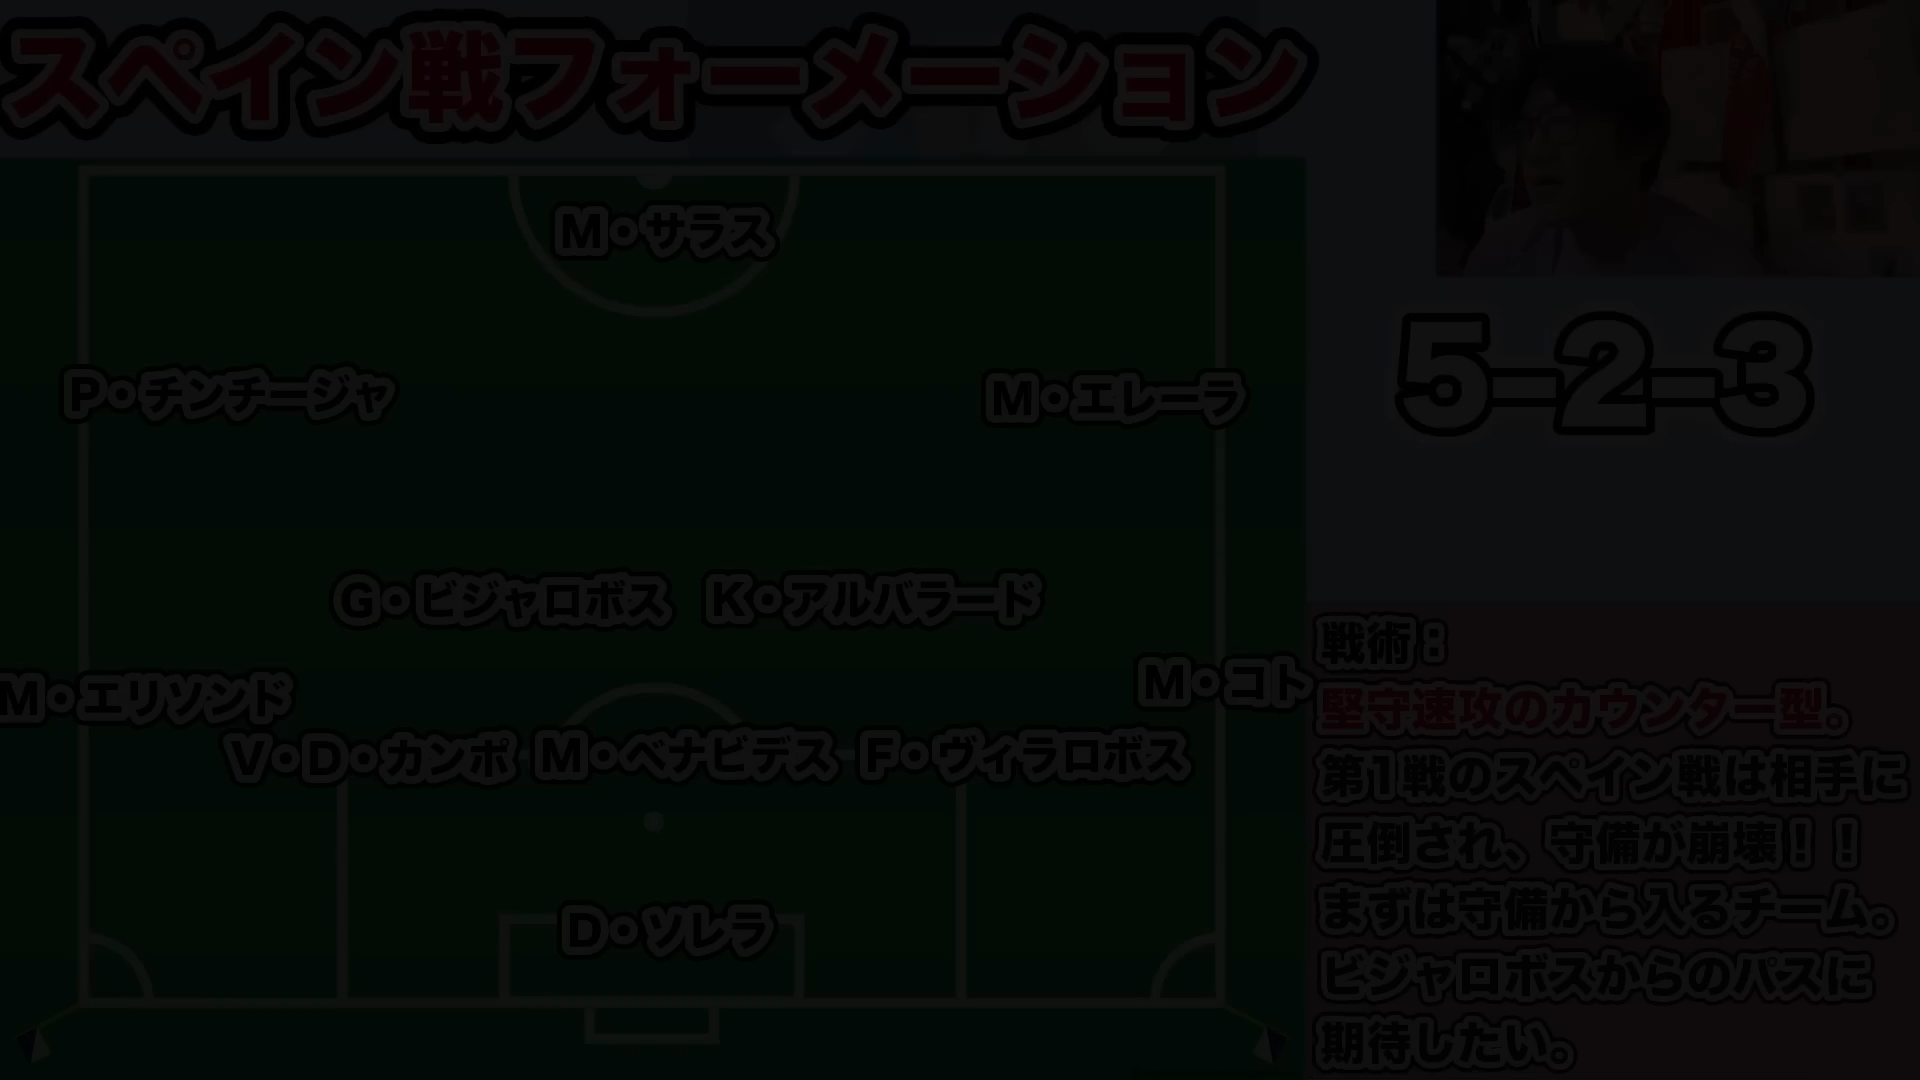 スペイン戦フォーメーション
M・サラス
P・チンチージャ
M・エレーラ
5-2-3
G・ビジャロボス
K・アルバラード
M・エリソンド
M・コト
V・D・カンポ
M・ベナビデス
F・ヴィラロボス
D・ソレラ
戦術：
堅守速攻のカウンター型。
第1戦のスペイン戦は相手に
圧倒され、守備が崩壊！！
まずは守備から入るチーム。
ビジャロボスからのパスに
期待したい。